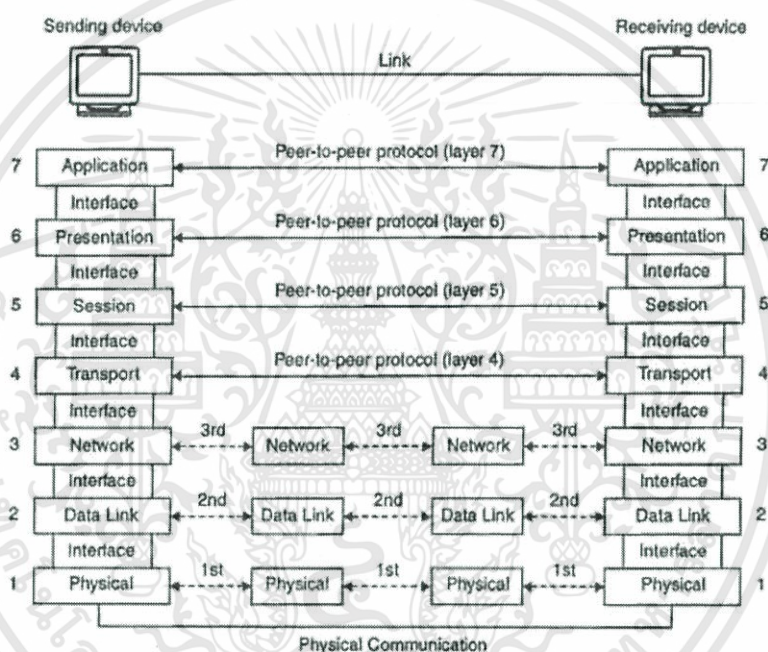 Sending device
Receiving device
Link
7 Application Peer-to-peer protocol (layer 7) Application 7
Interface Interface
6 Presentation Peer-to-peer protocol (layer 6) Presentation 6
Interface Interface
5 Session Peer-to-peer protocol (layer 5) Session 5
Interface Interface
4 Transport Peer-to-peer protocol (layer 4) Transport 4
Interface Interface
3 Network 3rd Network 3rd Network 3rd Network 3
Interface Interface
2 Data Link 2nd Data Link 2nd Data Link 2nd Data Link 2
Interface Interface
1 Physical 1st Physical 1st Physical 1st Physical 1
Physical Communication